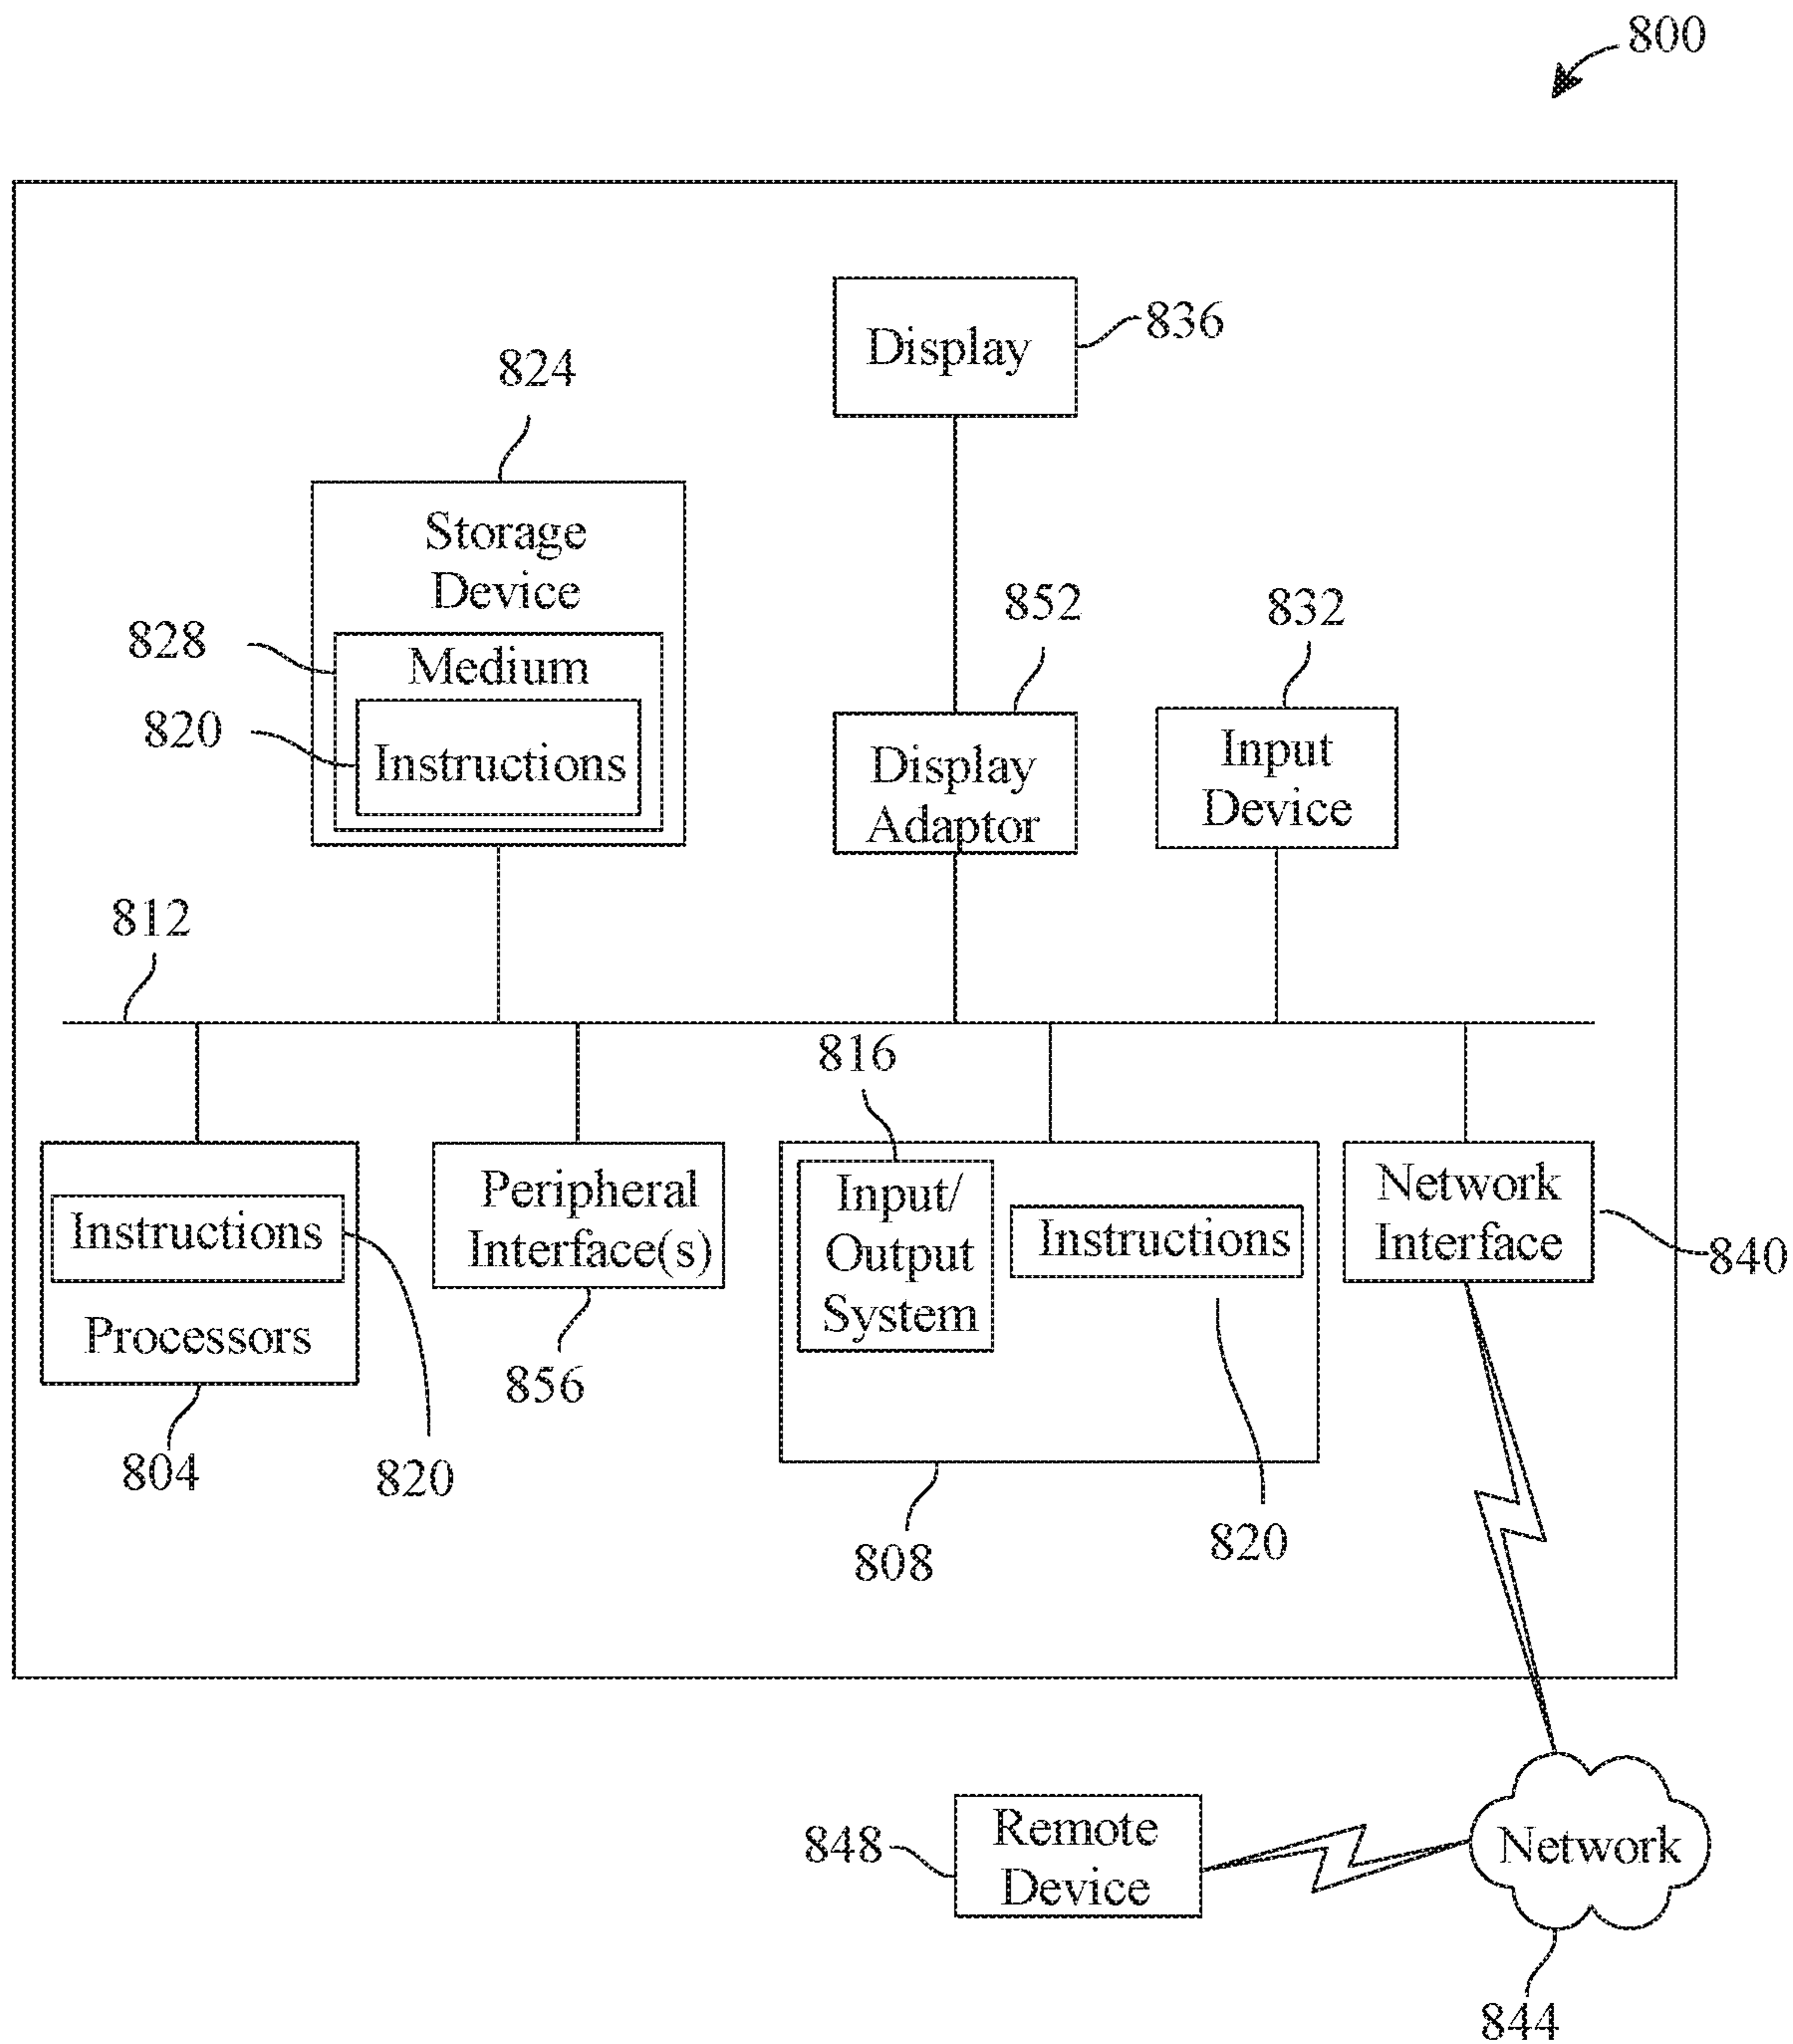 800
Display
836
824
Storage
Device
828
Medium
820
Instructions
852
Display
Adaptor
832
Input
Device
812
816
Instructions
Processors
804
820
Peripheral
Interface(s)
856
Input/
Output
System
Instructions
808
820
Network
Interface
840
848
Remote
Device
Network
844